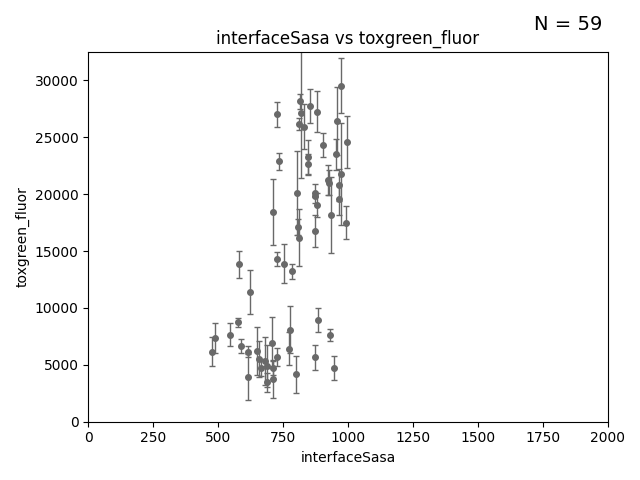 N = 59
interfaceSasa vs toxgreen_fluor
toxgreen_fluor
30000
25000
20000
15000
10000
5000
0
0 250 500 750 1000 1250 1500 1750 2000
interfaceSasa